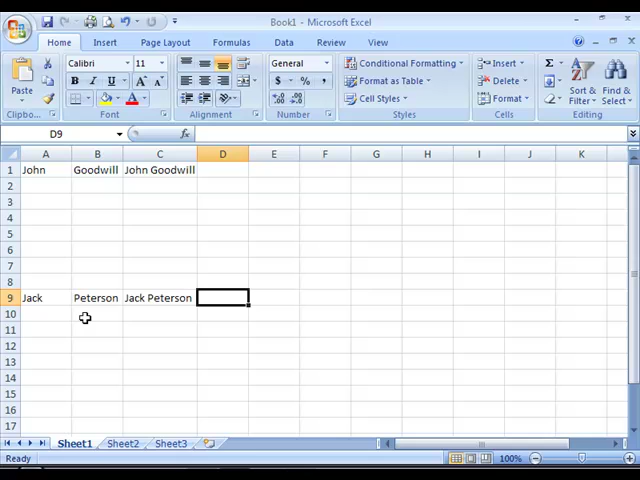 Book1 - Microsoft Excel
Home Insert Page Layout Formulas Data Review View
Paste
Calibri 11
B I U
A A
A
General
$ % ,
Conditional Formatting
Format as Table
Cell Styles
Insert
Delete
Format
Σ
Sort & Filter
Find & Select
Clipboard Font Alignment Number Styles Cells Editing
D9 fx
A B C D E F G H I J K
1 John Goodwill John Goodwill
2
3
4
5
6
7
8
9 Jack Peterson Jack Peterson
10
11
12
13
14
15
16
17
Sheet1 Sheet2 Sheet3
Ready 100%